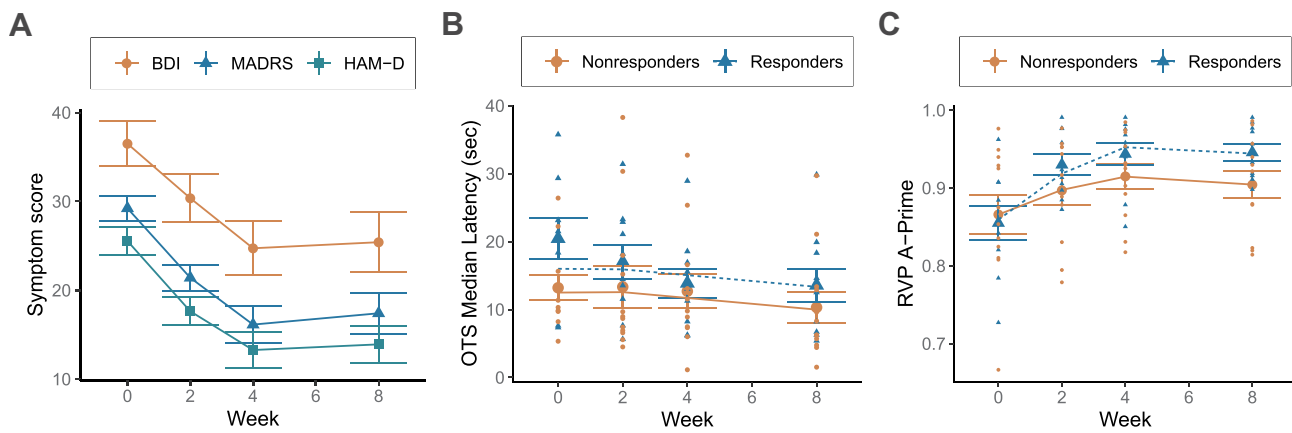 A
BDI MADRS HAM−D
Symptom score
40
30
20
10
0 2 4 6 8
Week
B
Nonresponders Responders
OTS Median Latency (sec)
40
30
20
10
0
0 2 4 6 8
Week
C
Nonresponders Responders
RVP A−Prime
1.0
0.9
0.8
0.7
0 2 4 6 8
Week